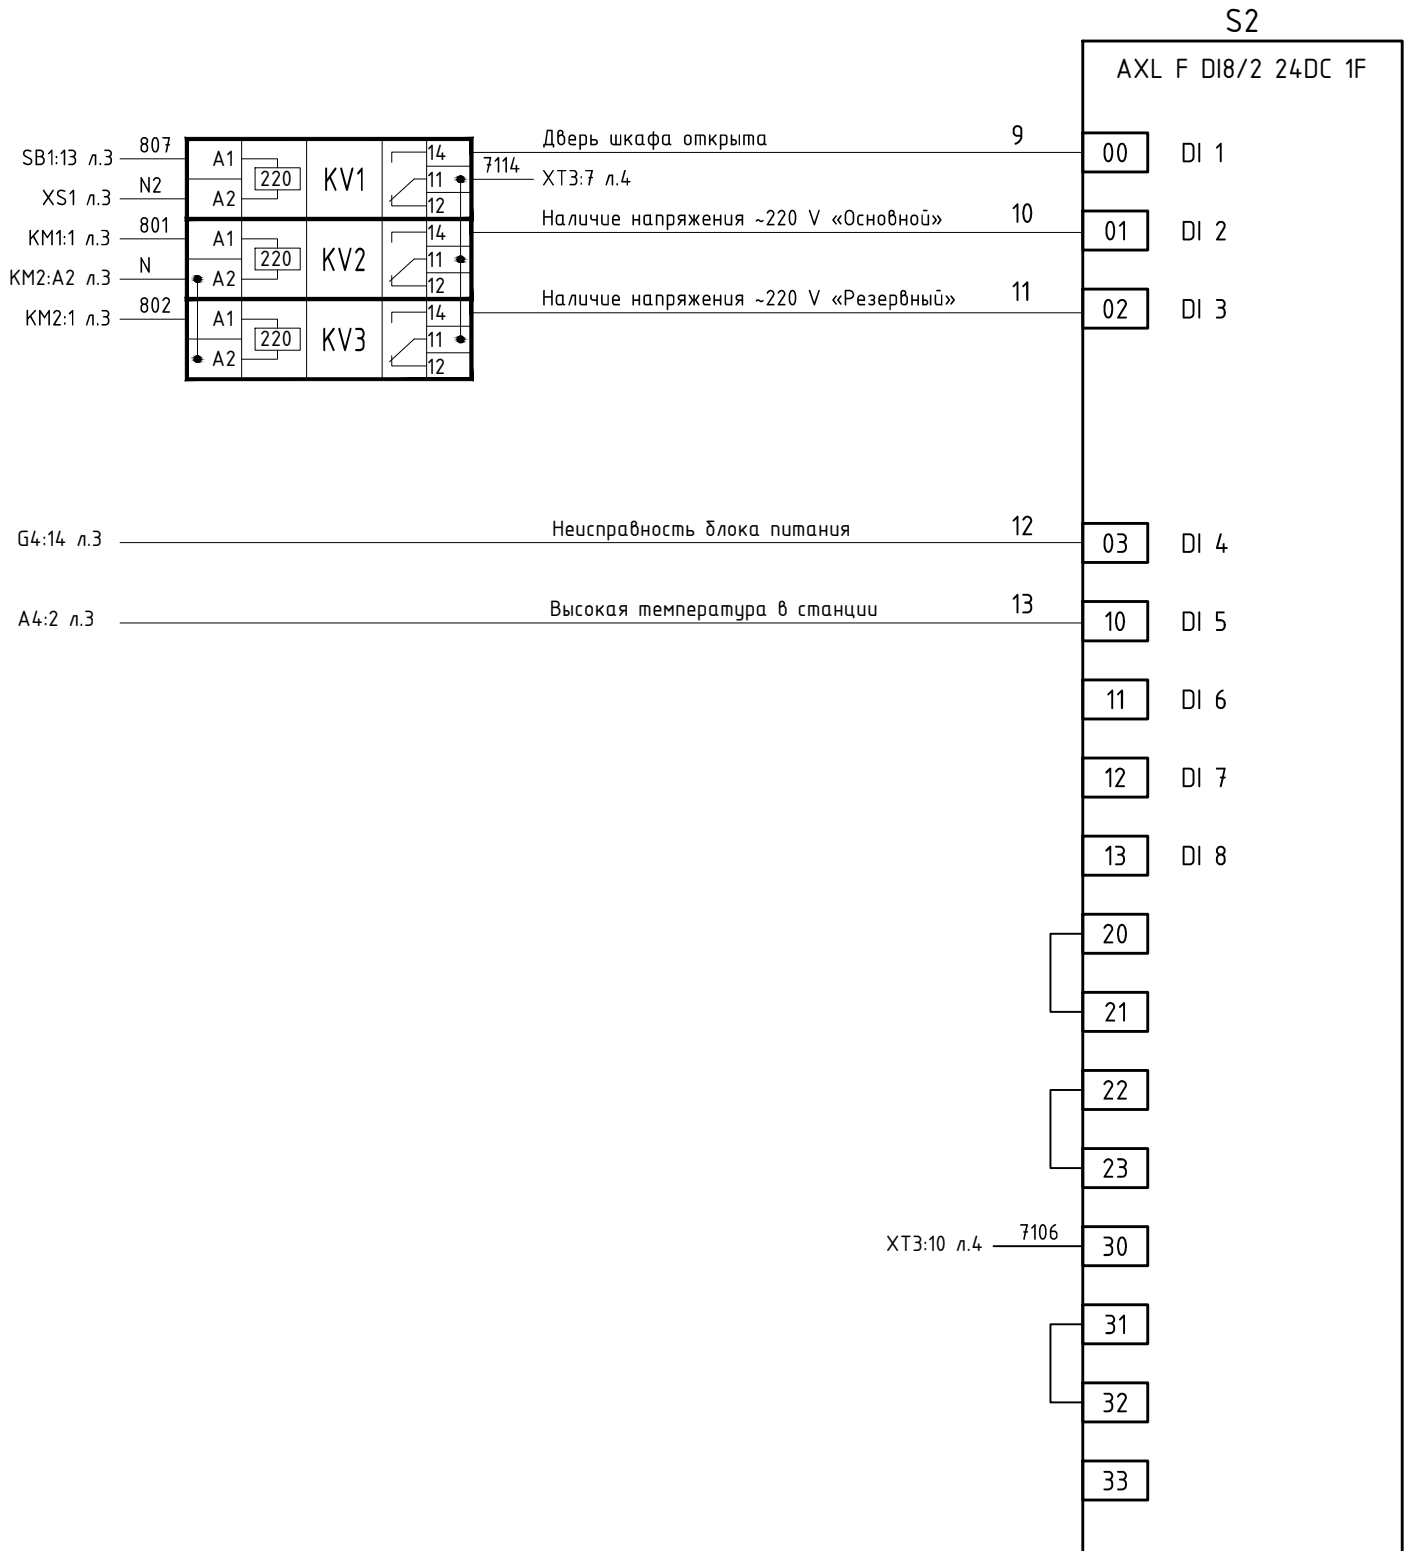 S2
AXL F DI8/2 24DC 1F
SB1:13 л.3 807 A1 220 KV1 14 Дверь шкафа открыта 9 00 DI 1
11 7114 XT3:7 л.4
XS1 л.3 N2 A2 12
KM1:1 л.3 801 A1 220 KV2 14 Наличие напряжения ~220 V «Основной» 10 01 DI 2
11
KM2:A2 л.3 N A2 12
KM2:1 л.3 802 A1 220 KV3 14 Наличие напряжения ~220 V «Резервный» 11 02 DI 3
11
A2 12
G4:14 л.3 Неисправность блока питания 12 03 DI 4
A4:2 л.3 Высокая температура в станции 13 10 DI 5
11 DI 6
12 DI 7
13 DI 8
20
21
22
23
XT3:10 л.4 7106 30
31
32
33